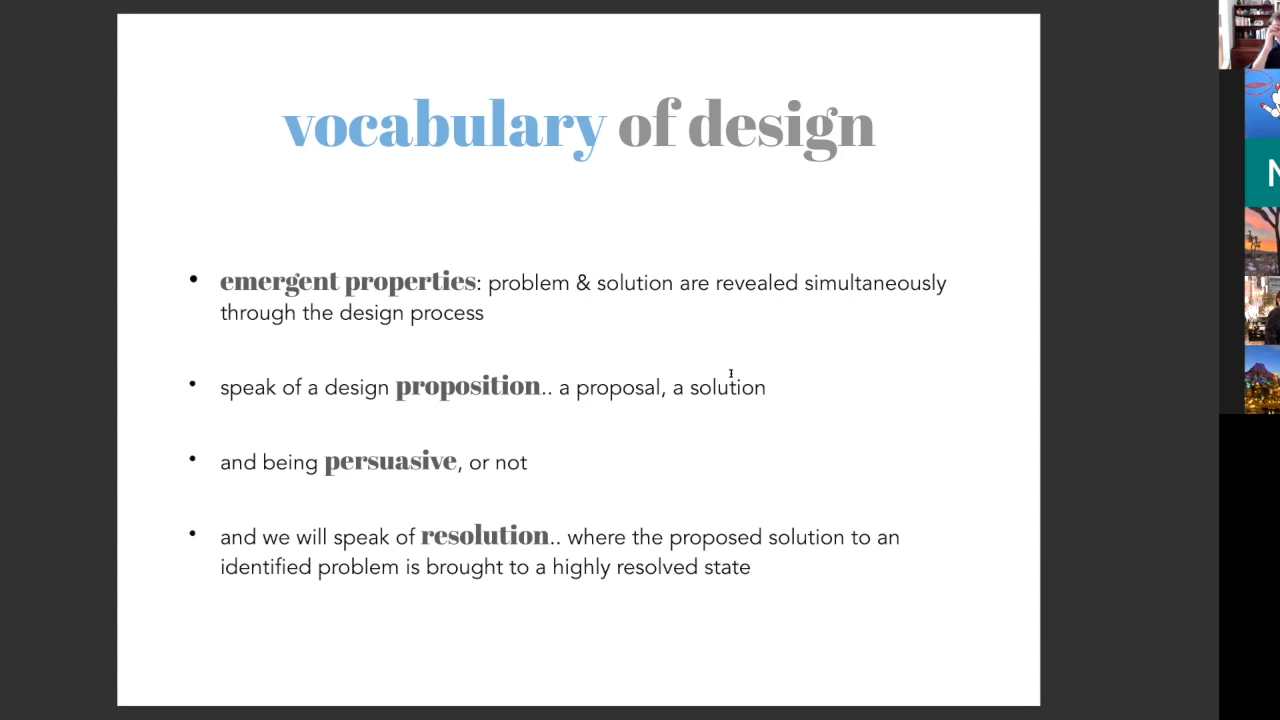 vocabulary of design
• emergent properties: problem & solution are revealed simultaneously
through the design process
• speak of a design proposition.. a proposal, a solution
• and being persuasive, or not
• and we will speak of resolution.. where the proposed solution to an
identified problem is brought to a highly resolved state
N